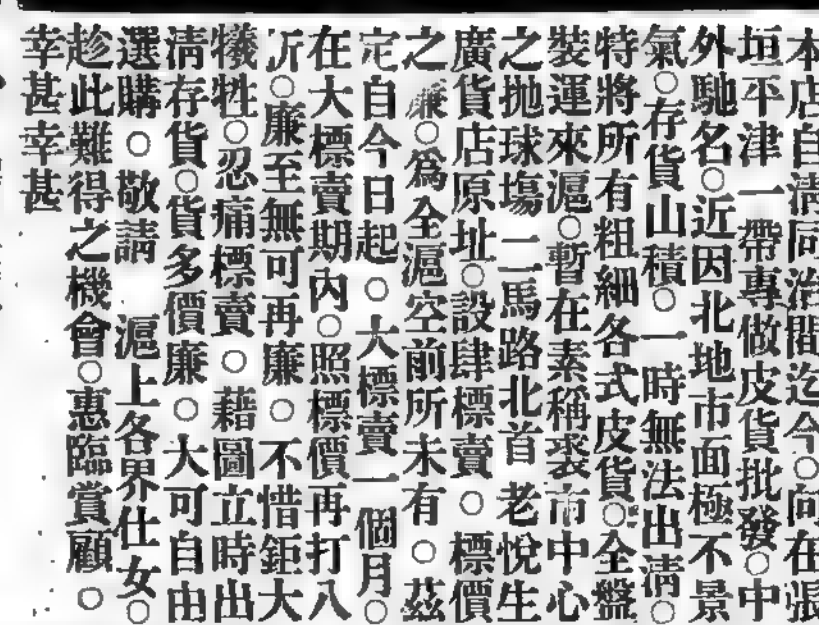 本店自淸同治間迄今○向在張
垣平津一帶專做皮貨批發○中
外馳名○近因北地市面極不景
氣○存貨山積○一時無法出淸○
特將所有粗細各式皮貨○全盤
裝運來滬○暫在素稱裘市中心
之拋球塲二馬路北首老悅生
廣貨店原址○設肆標賣○標價
之廉○爲全滬空前所未有○茲
定自今日起○大標賣一個月○
在大標賣期內○照標價再打八
折○廉至無可再廉○不惜鉅大
犧牲○忍痛標賣○藉圖立時出
淸存貨○貨多價廉○大可自由
選購○敬請 滬上各界仕女○
趁此難得之機會○惠臨賞顧○
幸甚幸甚